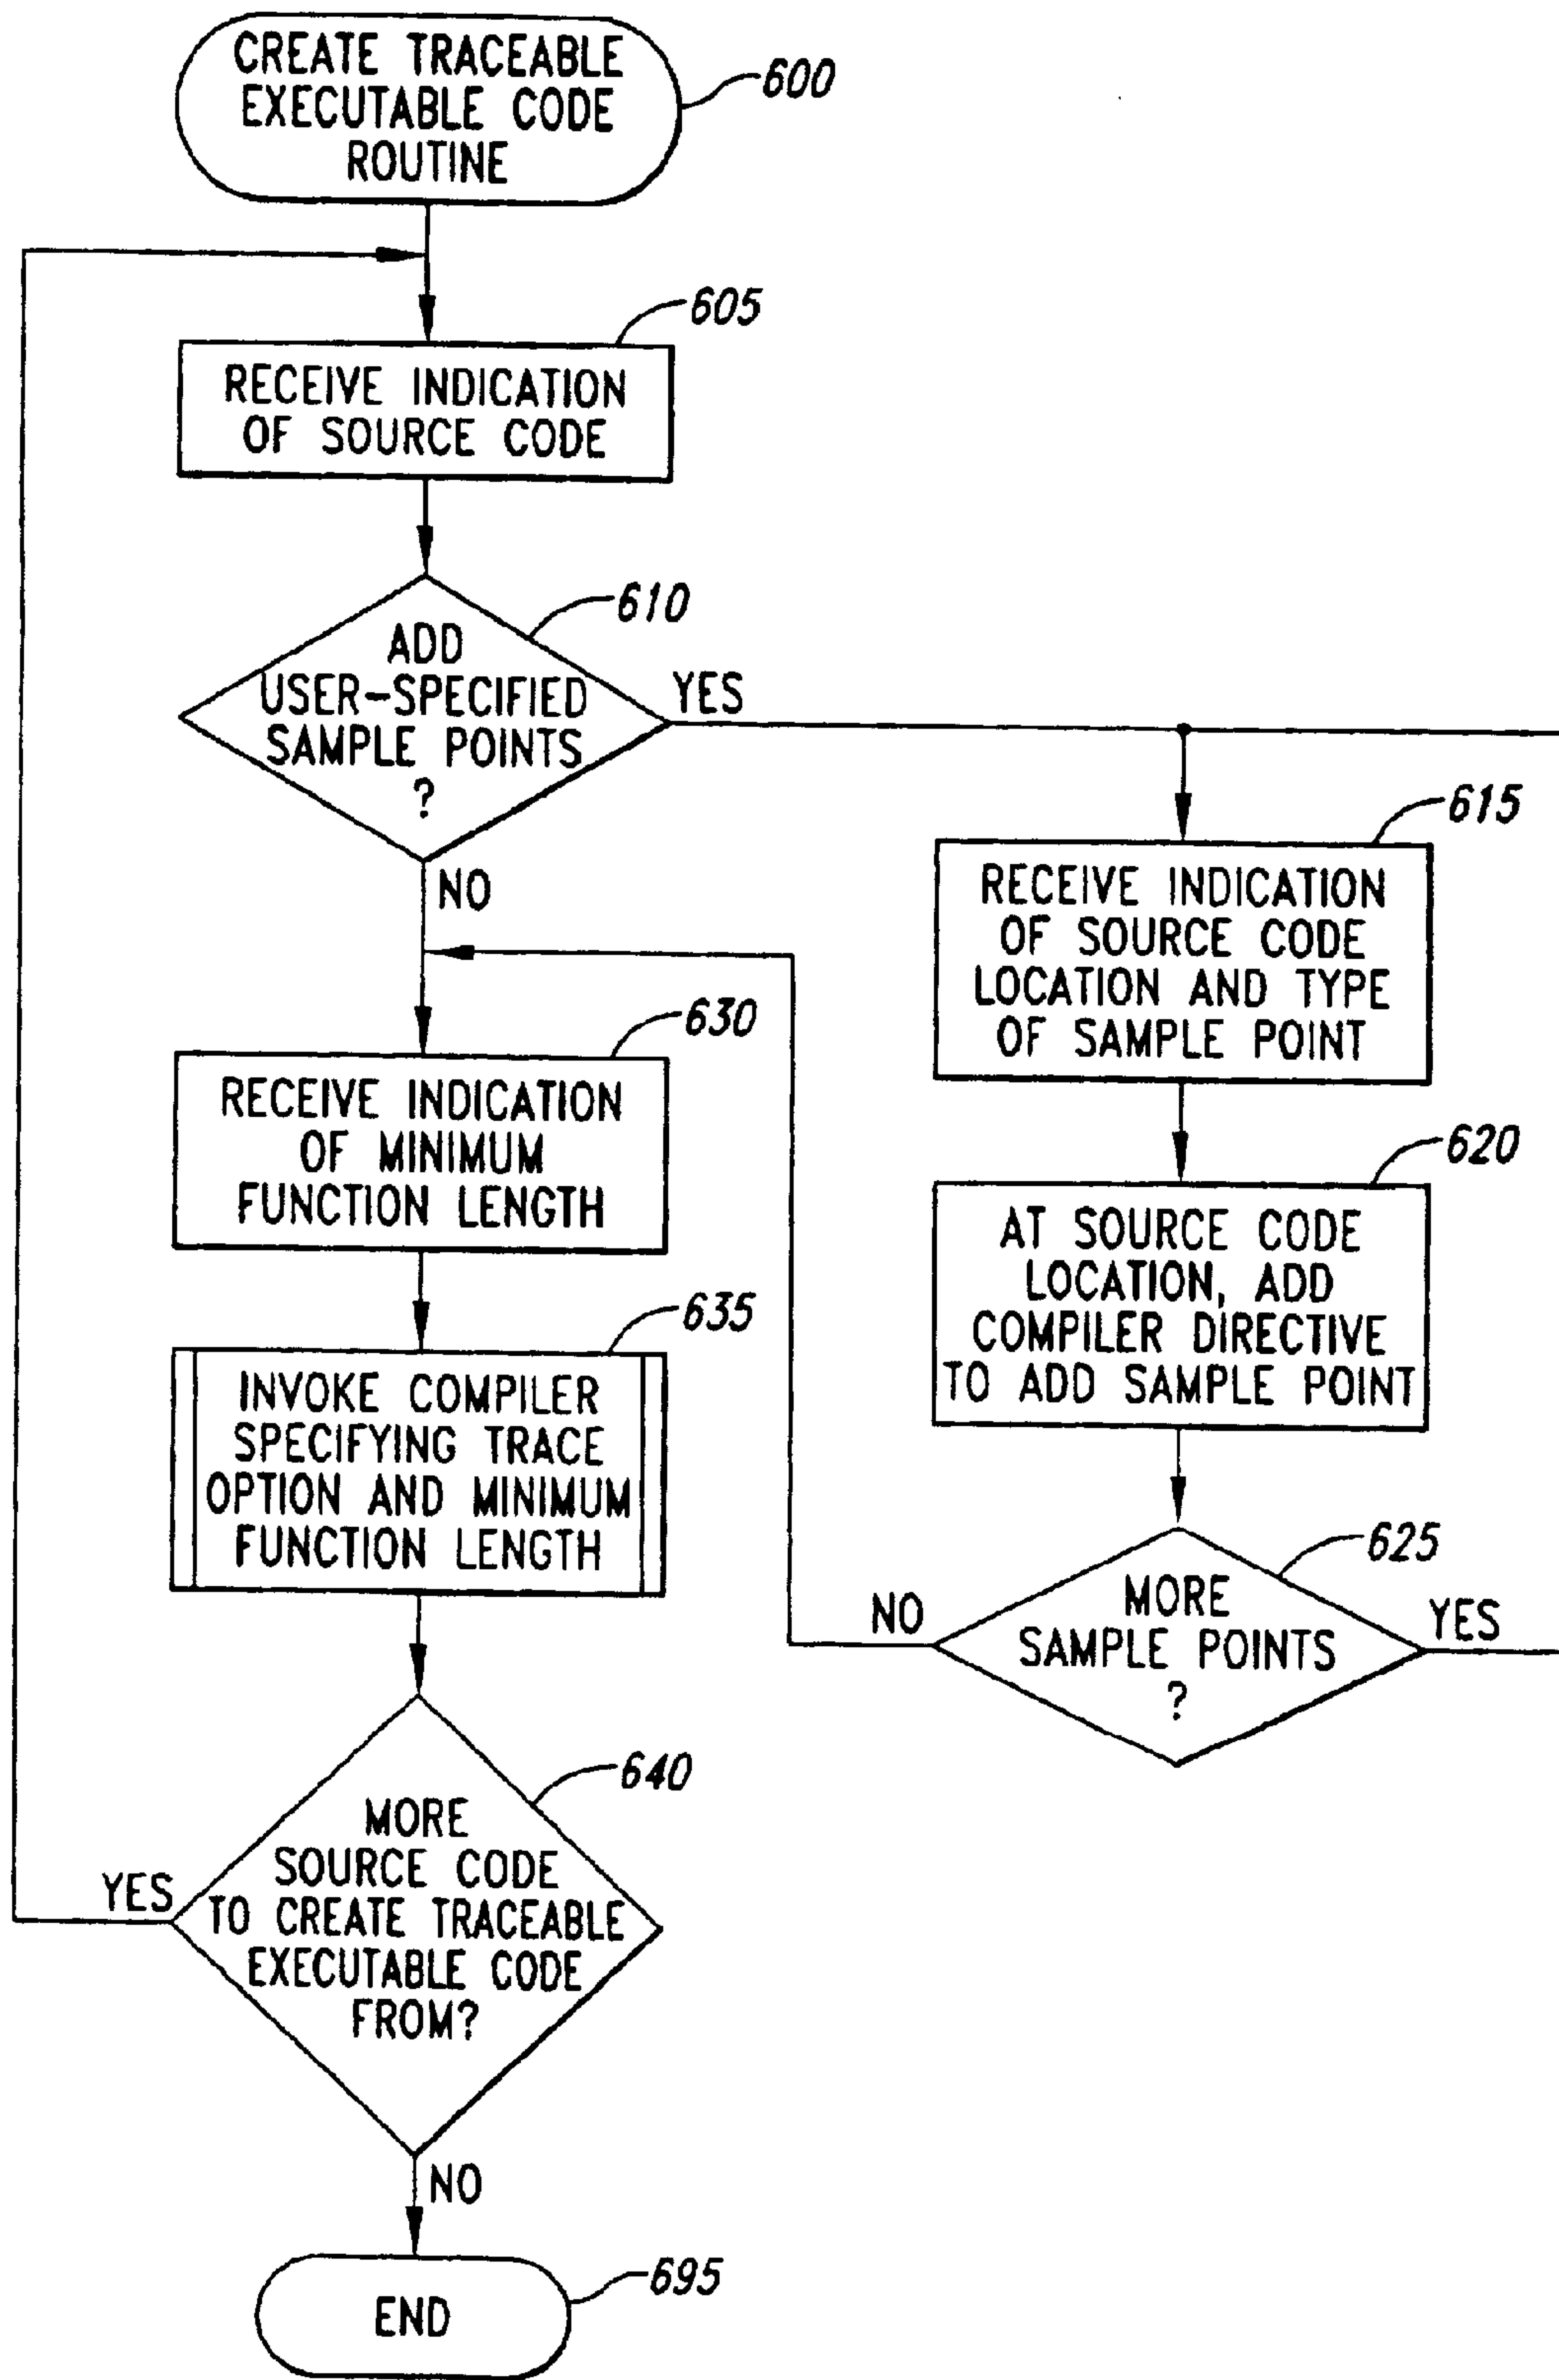 CREATE TRACEABLE
EXECUTABLE CODE
ROUTINE
600
605
RECEIVE INDICATION
OF SOURCE CODE
610
ADD
USER-SPECIFIED
SAMPLE POINTS
?
YES
NO
615
RECEIVE INDICATION
OF SOURCE CODE
LOCATION AND TYPE
OF SAMPLE POINT
620
AT SOURCE CODE
LOCATION, ADD
COMPILER DIRECTIVE
TO ADD SAMPLE POINT
625
MORE
SAMPLE POINTS
?
NO
YES
630
RECEIVE INDICATION
OF MINIMUM
FUNCTION LENGTH
635
INVOKE COMPILER
SPECIFYING TRACE
OPTION AND MINIMUM
FUNCTION LENGTH
640
MORE
SOURCE CODE
TO CREATE TRACEABLE
EXECUTABLE CODE
FROM?
YES
NO
695
END